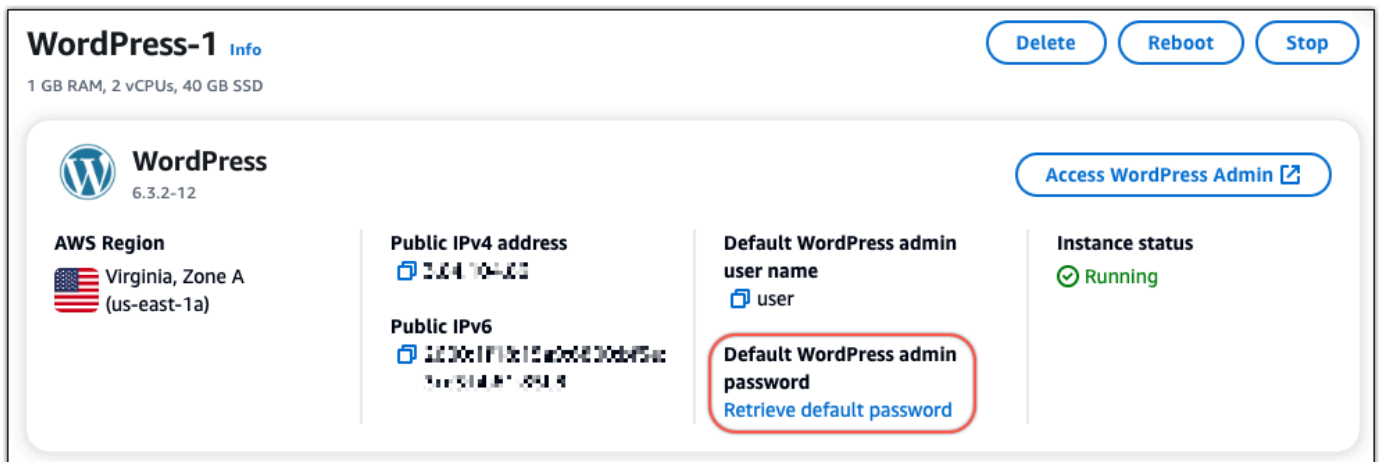 WordPress-1 Info
Delete
Reboot
Stop
1 GB RAM, 2 vCPUs, 40 GB SSD
WordPress
6.3.2-12
Access WordPress Admin
AWS Region
Virginia, Zone A
(us-east-1a)
Public IPv4 address
Public IPv6
Default WordPress admin
user name
user
Default WordPress admin
password
Retrieve default password
Instance status
Running